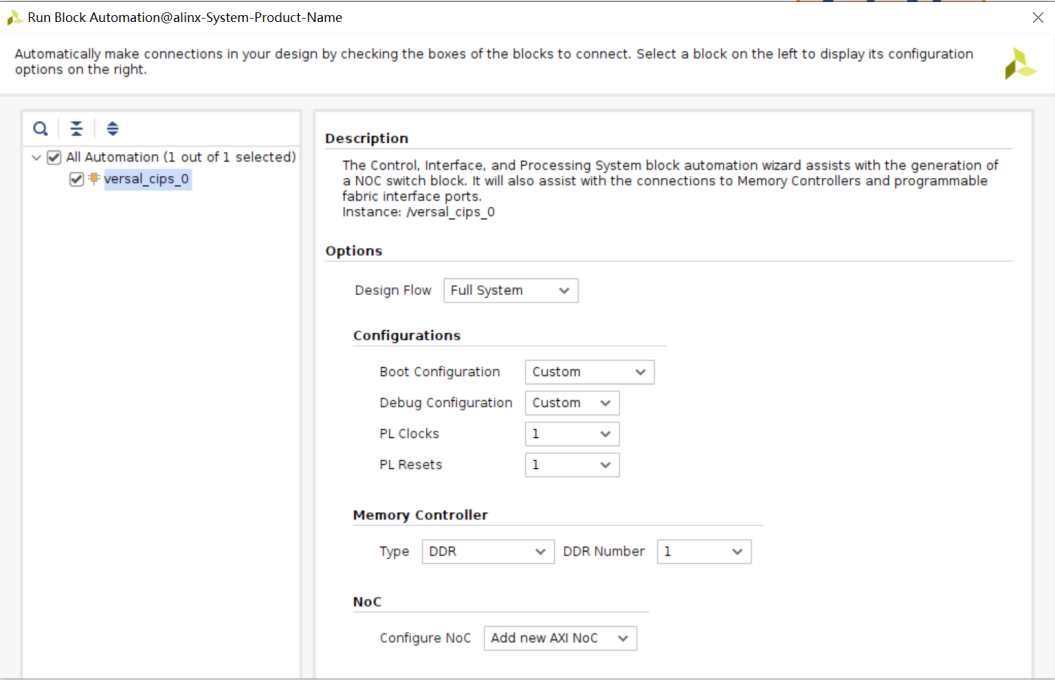 Run Block Automation@alinx-System-Product-Name
Automatically make connections in your design by checking the boxes of the blocks to connect. Select a block on the left to display its configuration
options on the right.
All Automation (1 out of 1 selected)
versal_cips_0
Description
The Control, Interface, and Processing System block automation wizard assists with the generation of
a NOC switch block. It will also assist with the connections to Memory Controllers and programmable
fabric interface ports.
Instance: /versal_cips_0
Options
Design Flow Full System
Configurations
Boot Configuration Custom
Debug Configuration Custom
PL Clocks 1
PL Resets 1
Memory Controller
Type DDR DDR Number 1
NoC
Configure NoC Add new AXI NoC